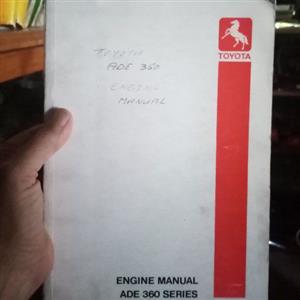 TOYOTA
TOYOTA
ADE 360
ENGINE
MANUAL
ENGINE MANUAL
ADE 360 SERIES